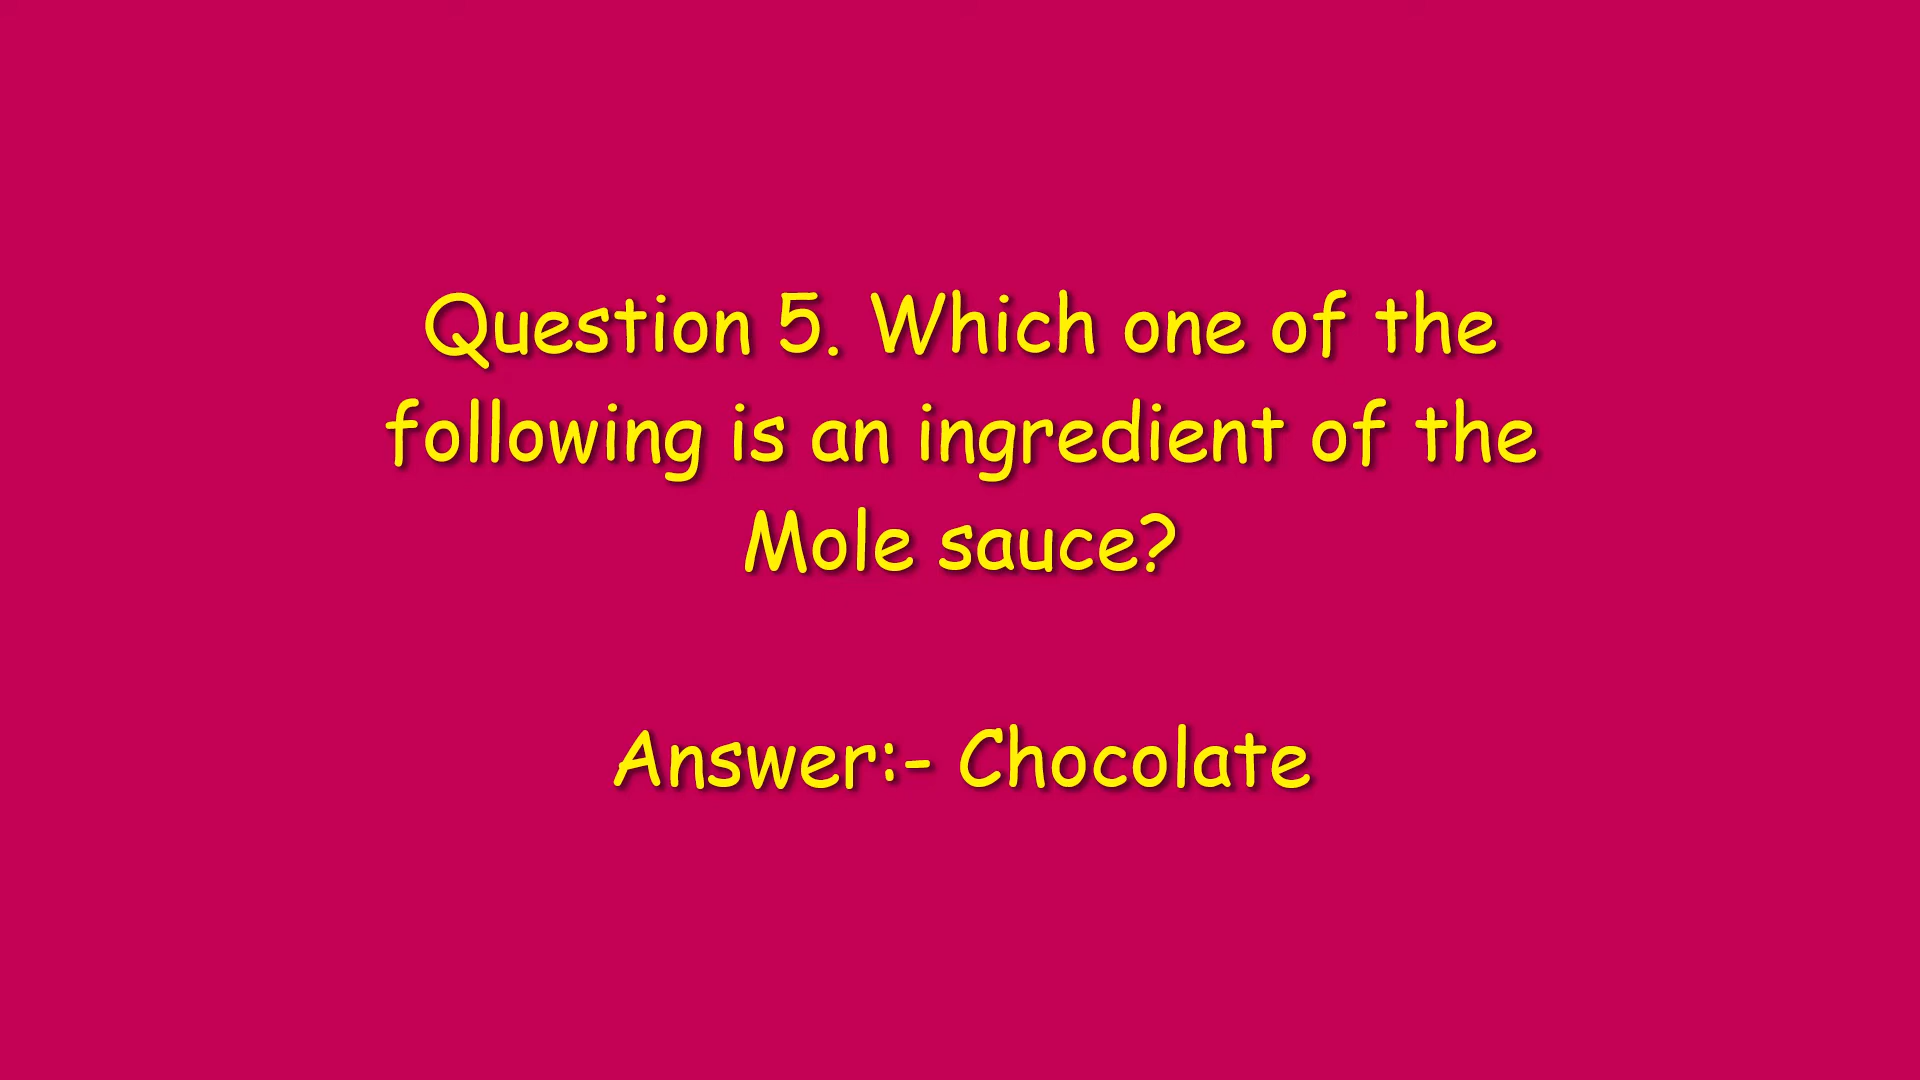 Question 5. Which one of the
following is an ingredient of the
Mole sauce?
Answer:- Chocolate